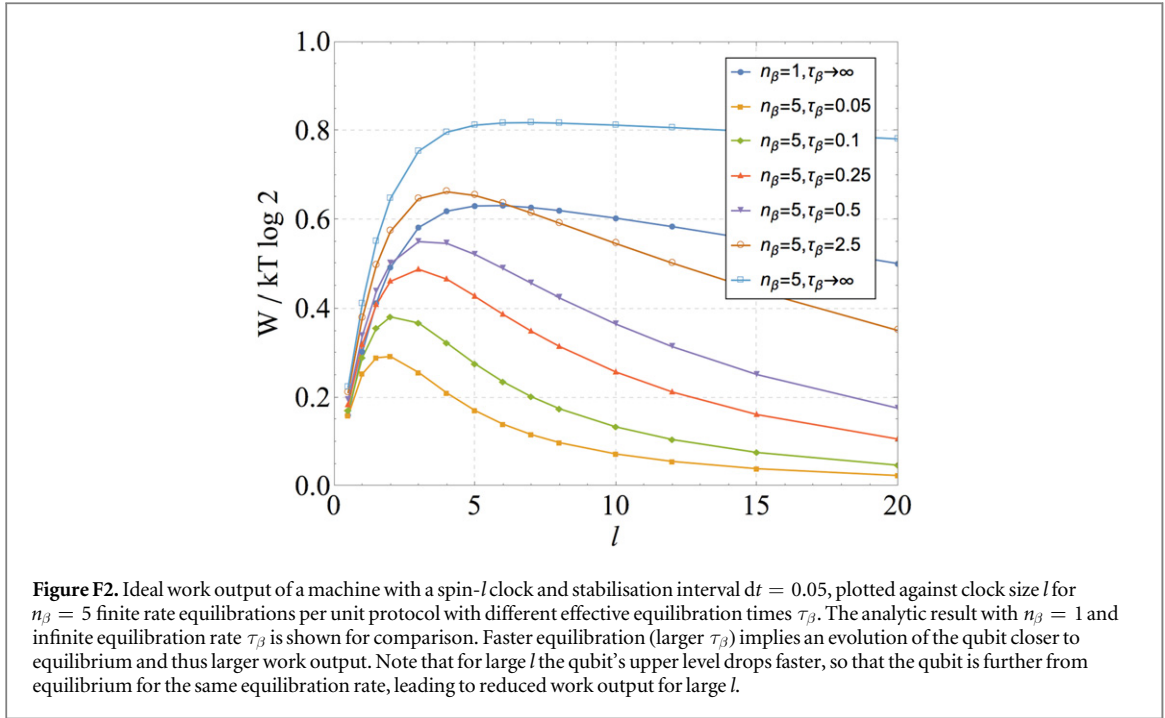 1.0
0.8
0.6
0.4
0.2
0.0
W / kT log 2
0 5 10 15 20
l
nβ=1,τβ→∞
nβ=5,τβ=0.05
nβ=5,τβ=0.1
nβ=5,τβ=0.25
nβ=5,τβ=0.5
nβ=5,τβ=2.5
nβ=5,τβ→∞
Figure F2. Ideal work output of a machine with a spin-l clock and stabilisation interval dt = 0.05, plotted against clock size l for
nβ = 5 finite rate equilibrations per unit protocol with different effective equilibration times τβ. The analytic result with nβ = 1 and
infinite equilibration rate τβ is shown for comparison. Faster equilibration (larger τβ) implies an evolution of the qubit closer to
equilibrium and thus larger work output. Note that for large l the qubit's upper level drops faster, so that the qubit is further from
equilibrium for the same equilibration rate, leading to reduced work output for large l.